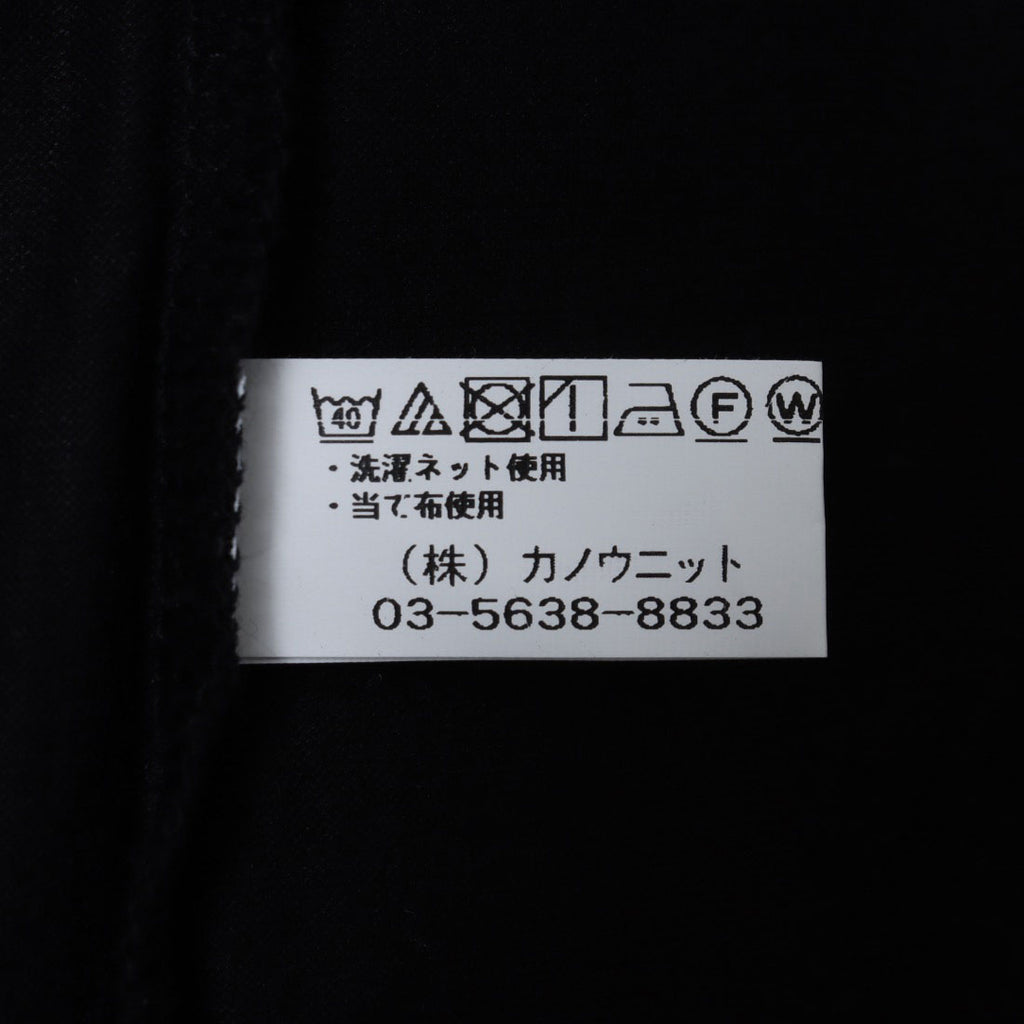 40 F W
・洗濯ネット使用
・当て布使用
（株）カノウニット
03-5638-8833